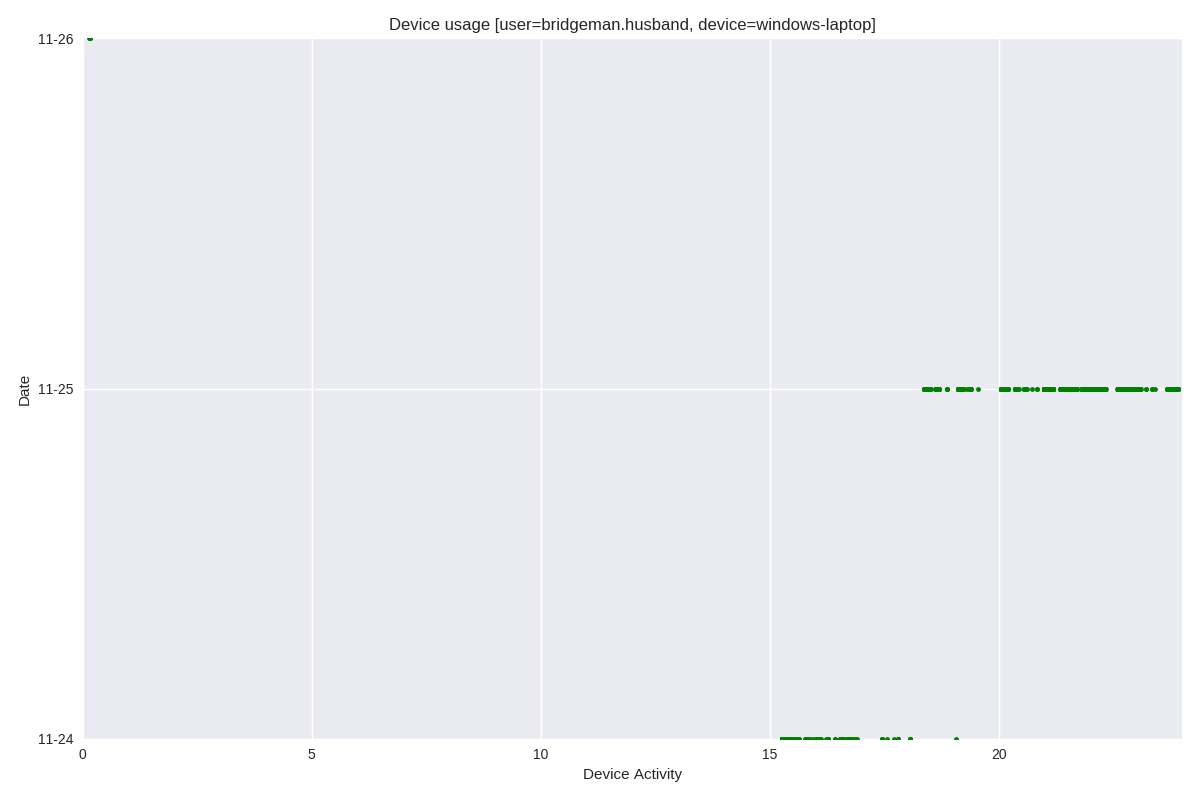 Device usage [user=bridgeman.husband, device=windows-laptop]
11-26
11-25
11-24
Date
0 5 10 15 20
Device Activity